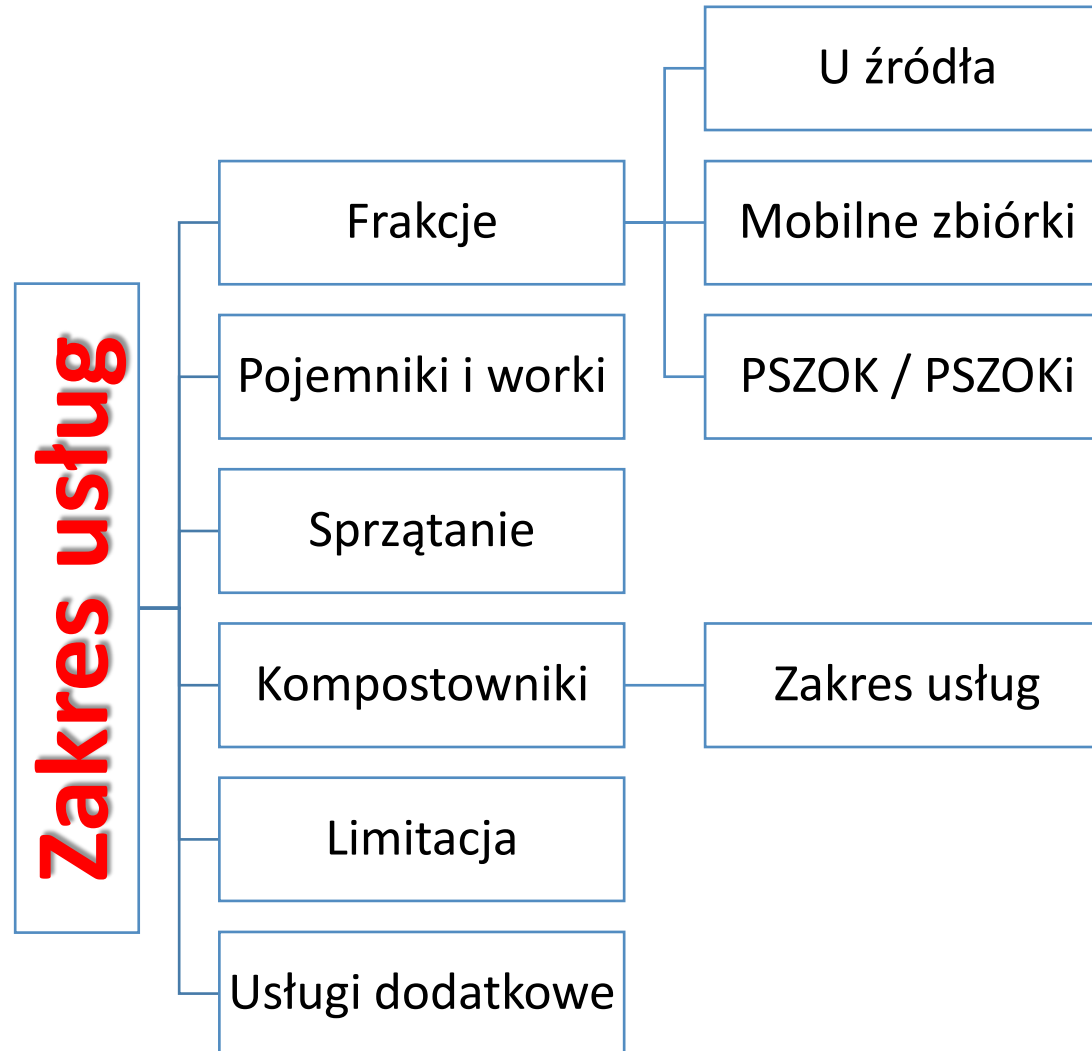 Zakres usług
Frakcje
U źródła
Mobilne zbiórki
PSZOK / PSZOKi
Pojemniki i worki
Sprzątanie
Kompostowniki
Zakres usług
Limitacja
Usługi dodatkowe